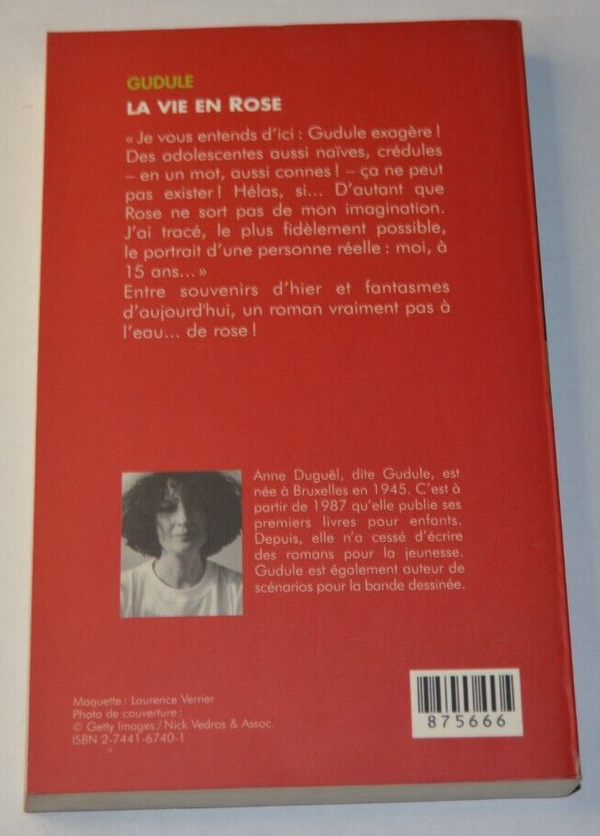 GUDULE
LA VIE EN ROSE
« Je vous entends d'ici : Gudule exagère !
Des adolescentes aussi naïves, crédules
– en un mot, aussi connes ! – ça ne peut
pas exister ! Hélas, si... D'autant que
Rose ne sort pas de mon imagination.
J'ai tracé, le plus fidèlement possible,
le portrait d'une personne réelle : moi, à
15 ans... »
Entre souvenirs d'hier et fantasmes
d'aujourd'hui, un roman vraiment pas à
l'eau... de rose !
Anne Duguël, dite Gudule, est
née à Bruxelles en 1945. C'est à
partir de 1987 qu'elle publie ses
premiers livres pour enfants.
Depuis, elle n'a cessé d'écrire
des romans pour la jeunesse.
Gudule est également auteur de
scénarios pour la bande dessinée.
Maquette : Laurence Verrier
Photo de couverture :
© Getty Images / Nick Vedros & Assoc.
ISBN 2-7441-6740-1
875666